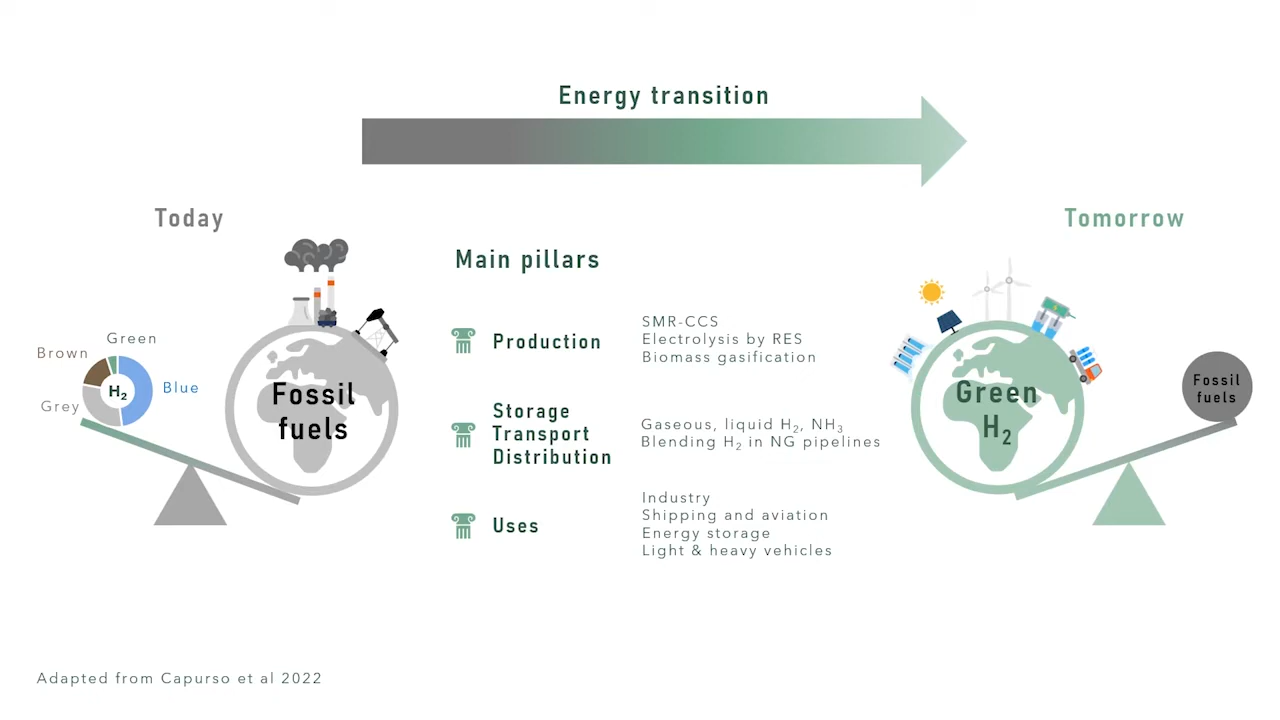 Energy transition
Today
Tomorrow
Main pillars
Green
Brown
H₂
Blue
Grey
Fossil
fuels
Production
SMR-CCS
Electrolysis by RES
Biomass gasification
Storage
Transport
Distribution
Gaseous, liquid H₂, NH₃
Blending H₂ in NG pipelines
Uses
Industry
Shipping and aviation
Energy storage
Light & heavy vehicles
Green
H₂
Fossil
fuels
Adapted from Capurso et al 2022